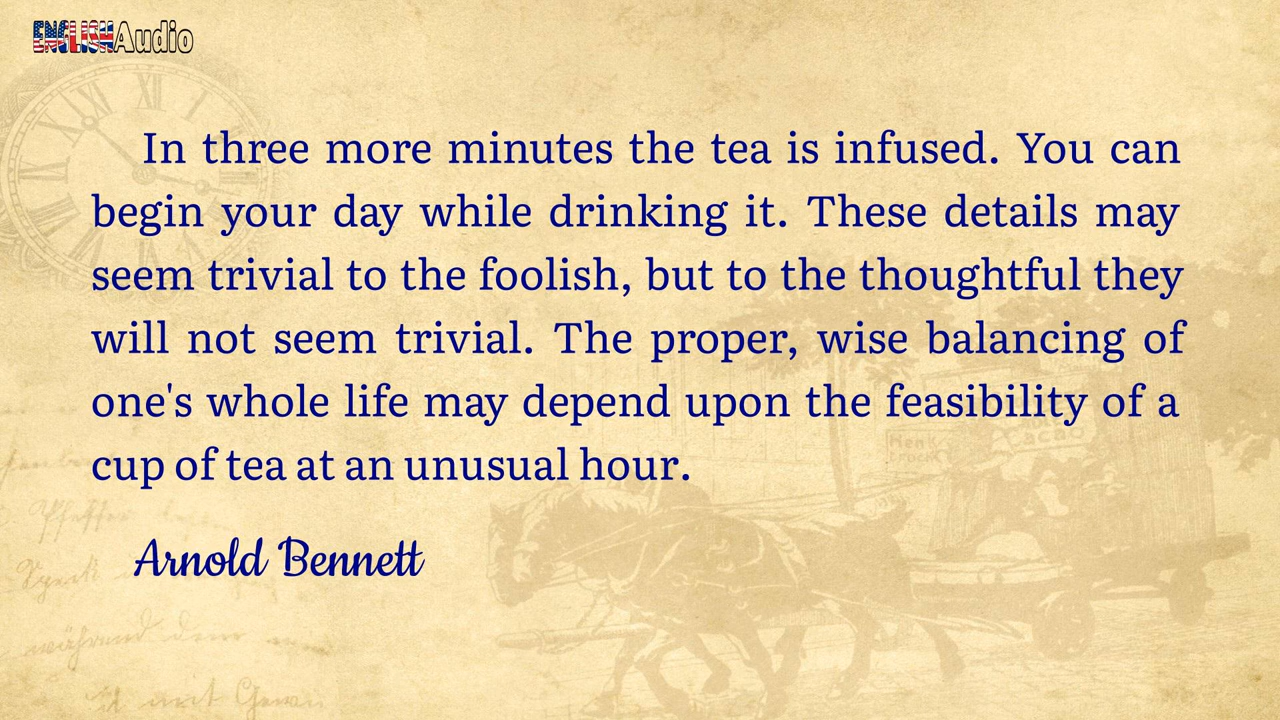 ENGLISHAudio
In three more minutes the tea is infused. You can
begin your day while drinking it. These details may
seem trivial to the foolish, but to the thoughtful they
will not seem trivial. The proper, wise balancing of
one's whole life may depend upon the feasibility of a
cup of tea at an unusual hour.
Arnold Bennett